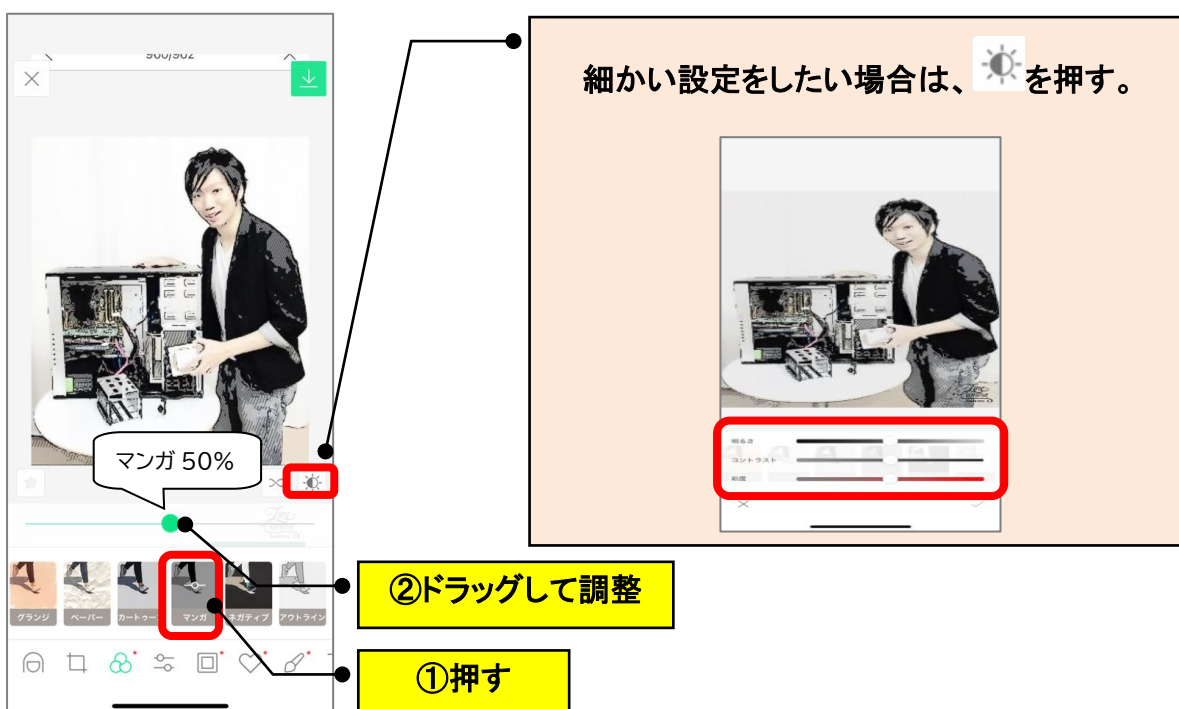 960/962
マンガ 50%
グランジ
ペーパー
カートゥーン
マンガ
ネガティブ
アウトライン
②ドラッグして調整
①押す
細かい設定をしたい場合は、を押す。
明るさ
コントラスト
彩度